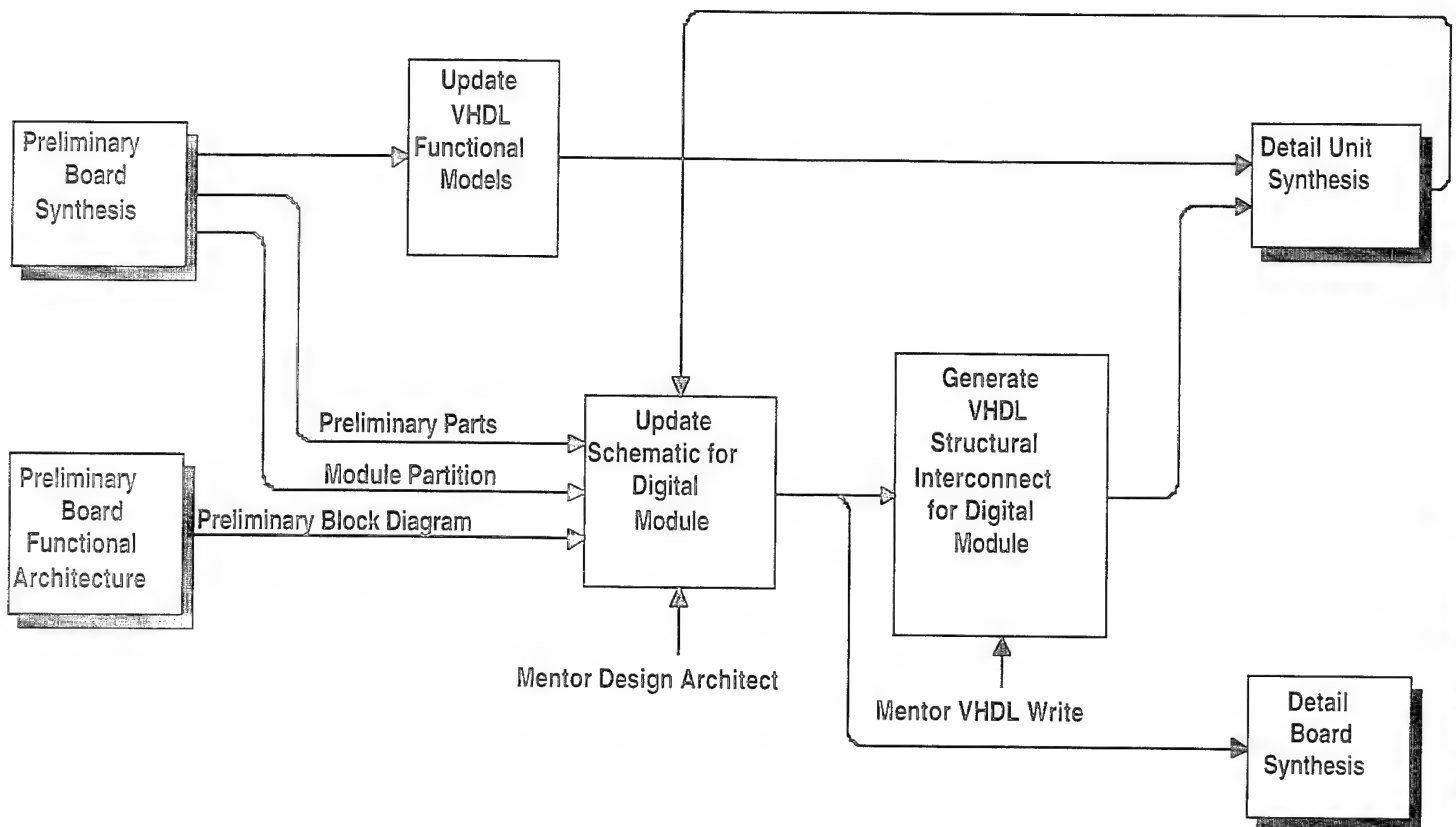 Update
VHDL
Functional
Models
Preliminary
Board
Synthesis
Detail Unit
Synthesis
Generate
VHDL
Structural
Interconnect
for Digital
Module
Preliminary Parts
Update
Schematic for
Digital
Module
Module Partition
Preliminary
Board
Functional
Architecture
Preliminary Block Diagram
Mentor Design Architect
Mentor VHDL Write
Detail
Board
Synthesis